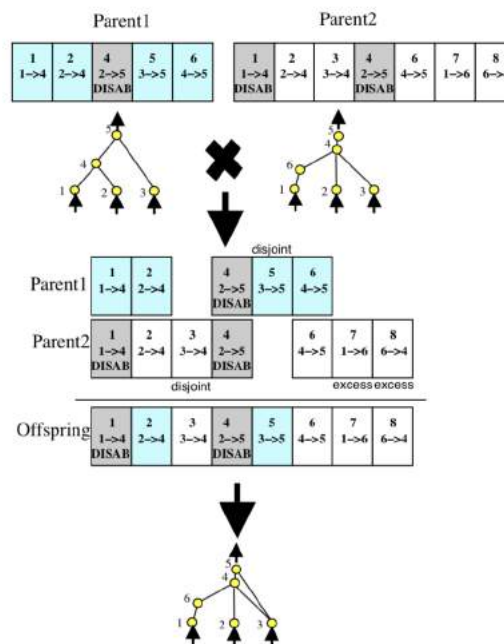 Parent1 Parent2
1 2 4 5 6 1 2 3 4 6 7 8
1->4 2->4 2->5 3->5 4->5 1->4 2->4 3->4 2->5 4->5 1->6 6->
DISAB DISAB DISAB
5 5
4 4
6
1 2 3 1 2 3
disjoint
1 2 4 5 6
Parent1 1->4 2->4 2->5 3->5 4->5
DISAB
1 2 3 4 6 7 8
Parent2 1->4 2->4 3->4 2->5 4->5 1->6 6->4
DISAB DISAB
disjoint excess excess
1 2 3 4 5 6 7 8
Offspring 1->4 2->4 3->4 2->5 3->5 4->5 1->6 6->4
DISAB DISAB
5
4
6
1 2 3